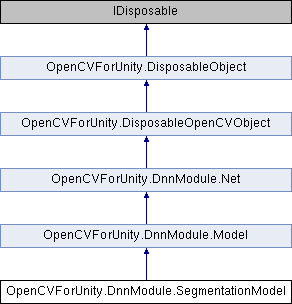 IDisposable
OpenCVForUnity.DisposableObject
OpenCVForUnity.DisposableOpenCVObject
OpenCVForUnity.DnnModule.Net
OpenCVForUnity.DnnModule.Model
OpenCVForUnity.DnnModule.SegmentationModel